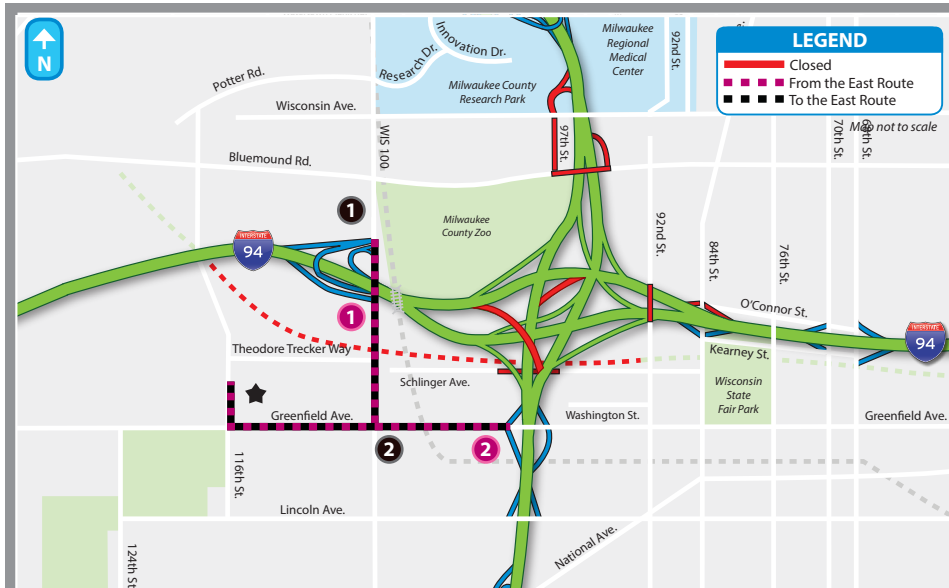 N
LEGEND
Closed
From the East Route
To the East Route
Map not to scale
Innovation Dr.
Research Dr.
Milwaukee County
Research Park
Milwaukee
Regional
Medical
Center
92nd St.
Potter Rd.
Wisconsin Ave.
WIS 100
97th St.
70th St.
68th St.
Bluemound Rd.
1
Milwaukee
County Zoo
92nd St.
84th St.
76th St.
INTERSTATE
94
1
O'Connor St.
INTERSTATE
94
Theodore Trecker Way
Kearney St.
Schlinger Ave.
Wisconsin
State
Fair Park
Greenfield Ave.
Washington St.
Greenfield Ave.
2
2
116th St.
Lincoln Ave.
National Ave.
124th St.